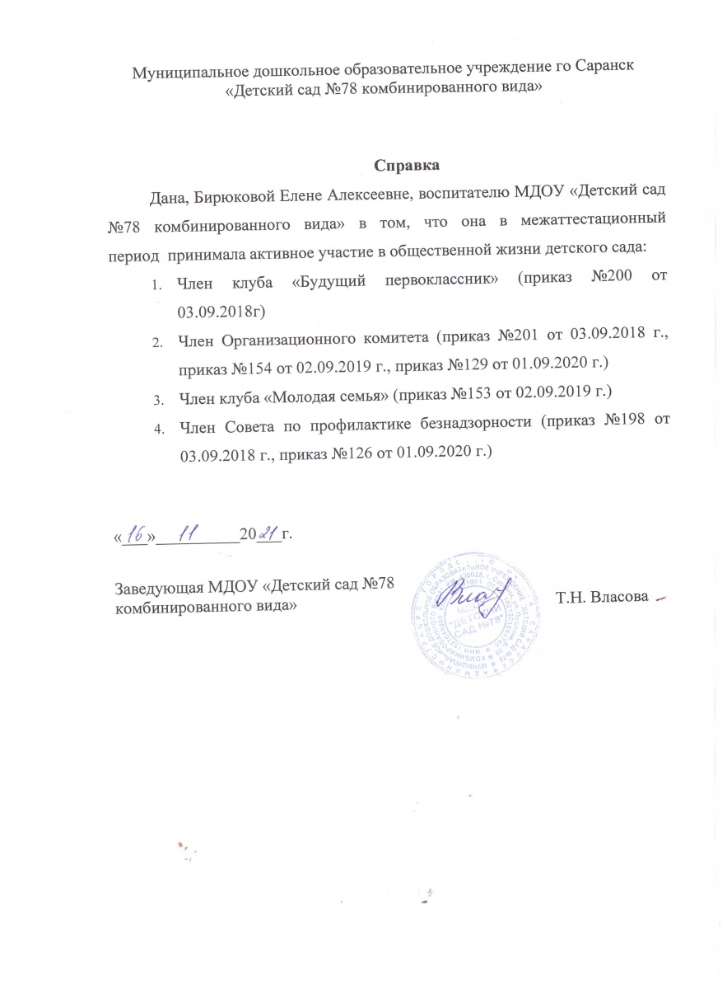 Муниципальное дошкольное образовательное учреждение го Саранск
«Детский сад №78 комбинированного вида»
Справка
Дана, Бирюковой Елене Алексеевне, воспитателю МДОУ «Детский сад
№78 комбинированного вида» в том, что она в межаттестационный
период принимала активное участие в общественной жизни детского сада:
1. Член клуба «Будущий первоклассник» (приказ №200 от
03.09.2018г)
2. Член Организационного комитета (приказ №201 от 03.09.2018 г.,
приказ №154 от 02.09.2019 г., приказ №129 от 01.09.2020 г.)
3. Член клуба «Молодая семья» (приказ №153 от 02.09.2019 г.)
4. Член Совета по профилактике безнадзорности (приказ №198 от
03.09.2018 г., приказ №126 от 01.09.2020 г.)
«16» 11 2021г.
Заведующая МДОУ «Детский сад №78
комбинированного вида»
Т.Н. Власова
"ДЕТСКИЙ
САД №78"